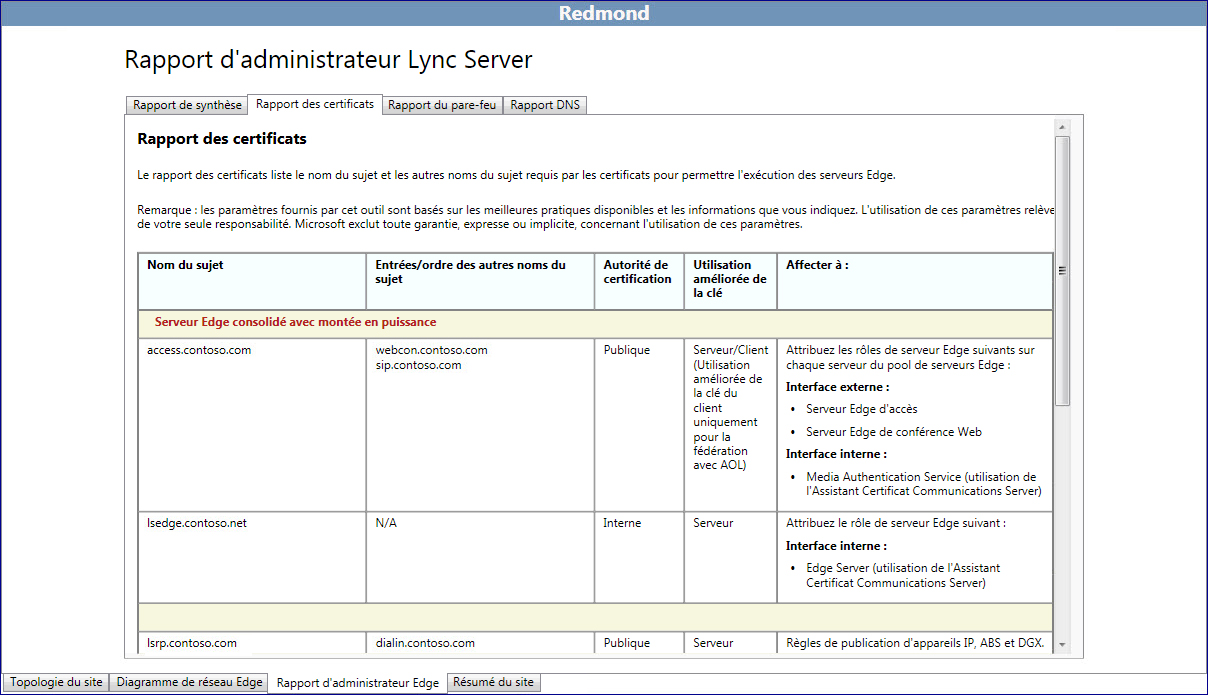 Redmond
Rapport d'administrateur Lync Server
Rapport de synthèse
Rapport des certificats
Rapport du pare-feu
Rapport DNS
Rapport des certificats
Le rapport des certificats liste le nom du sujet et les autres noms du sujet requis par les certificats pour permettre l'exécution des serveurs Edge.
Remarque : les paramètres fournis par cet outil sont basés sur les meilleures pratiques disponibles et les informations que vous indiquez. L'utilisation de ces paramètres relève
de votre seule responsabilité. Microsoft exclut toute garantie, expresse ou implicite, concernant l'utilisation de ces paramètres.
Nom du sujet
Entrées/ordre des autres noms du
sujet
Autorité de
certification
Utilisation
améliorée de
la clé
Affecter à :
Serveur Edge consolidé avec montée en puissance
access.contoso.com
webcon.contoso.com
sip.contoso.com
Publique
Serveur/Client
(Utilisation
améliorée de
la clé du
client
uniquement
pour la
fédération
avec AOL)
Attribuez les rôles de serveur Edge suivants sur
chaque serveur du pool de serveurs Edge :
Interface externe :
• Serveur Edge d'accès
• Serveur Edge de conférence Web
Interface interne :
• Media Authentication Service (utilisation de
l'Assistant Certificat Communications Server)
lsedge.contoso.net
N/A
Interne
Serveur
Attribuez le rôle de serveur Edge suivant :
Interface interne :
• Edge Server (utilisation de l'Assistant
Certificat Communications Server)
lsrp.contoso.com
dialin.contoso.com
Publique
Serveur
Règles de publication d'appareils IP, ABS et DGX.
Topologie du site
Diagramme de réseau Edge
Rapport d'administrateur Edge
Résumé du site